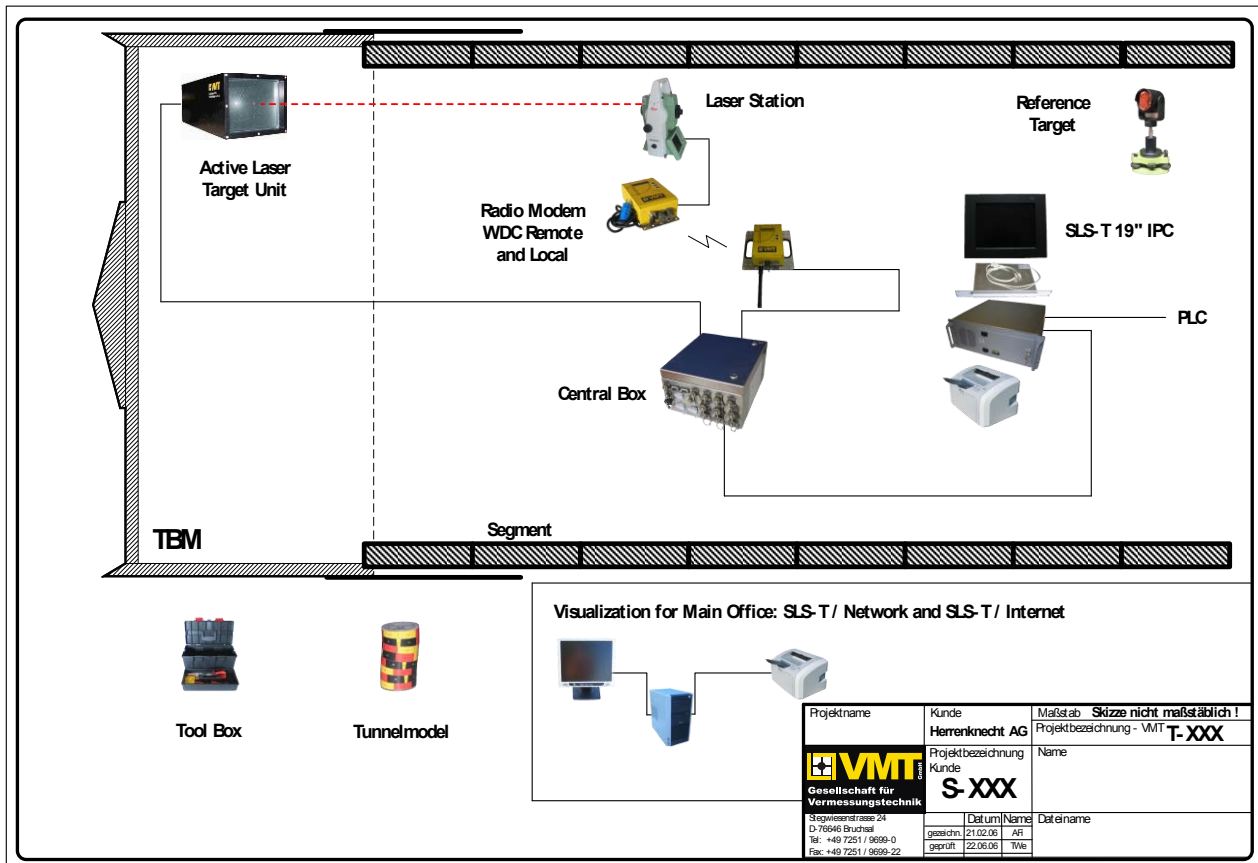 VMT
Laser Station
Reference
Target
Active Laser
Target Unit
Radio Modem
WDC Remote
and Local
SLS-T 19" IPC
PLC
Central Box
Segment
TBM
Visualization for Main Office: SLS-T / Network and SLS-T / Internet
Tool Box
Tunnelmodel
Projektname
Kunde
Herrenknecht AG
Maßstab Skizze nicht maßstäblich !
Projektbezeichnung - VMT T-XXX
VMT GmbH
Gesellschaft für
Vermessungstechnik
Projektbezeichnung
Kunde
S-XXX
Name
Stegwiesenstrasse 24
D-76646 Bruchsal
Tel: +49 7251 / 9699-0
Fax: +49 7251 / 9699-22
Datum Name
gezeichn. 21.02.06 AFi
geprüft 22.06.06 TWe
Dateiname